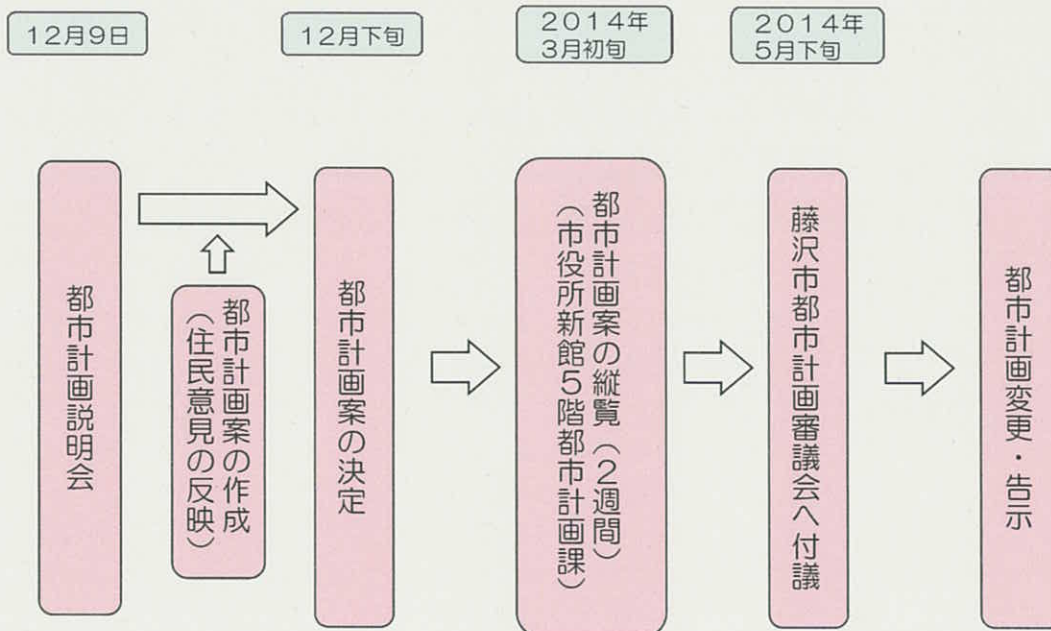 12月9日
12月下旬
2014年
3月初旬
2014年
5月下旬
都市計画説明会
都市計画案の作成
（住民意見の反映）
都市計画案の決定
都市計画案の縦覧（2週間）
（市役所新館5階都市計画課）
藤沢市都市計画審議会へ付議
都市計画変更・告示